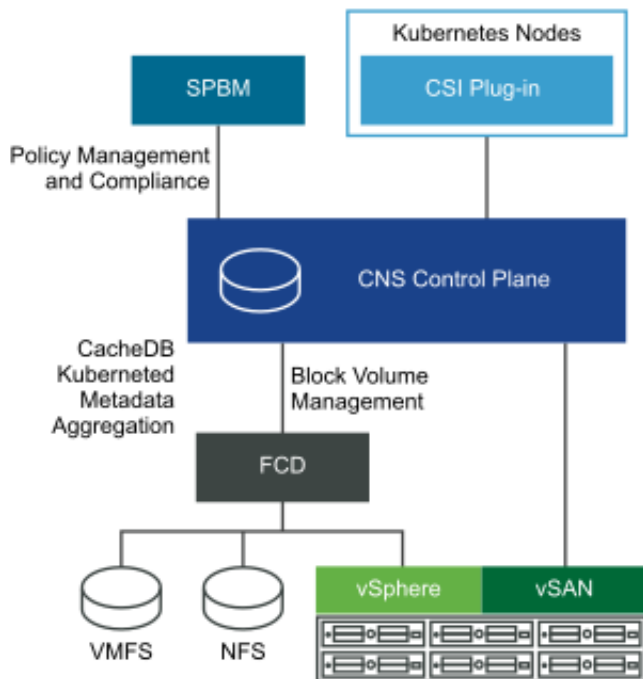 Kubernetes Nodes
SPBM
CSI Plug-in
Policy Management
and Compliance
CNS Control Plane
CacheDB
Kuberneted
Metadata
Aggregation
Block Volume
Management
FCD
vSphere
vSAN
VMFS
NFS